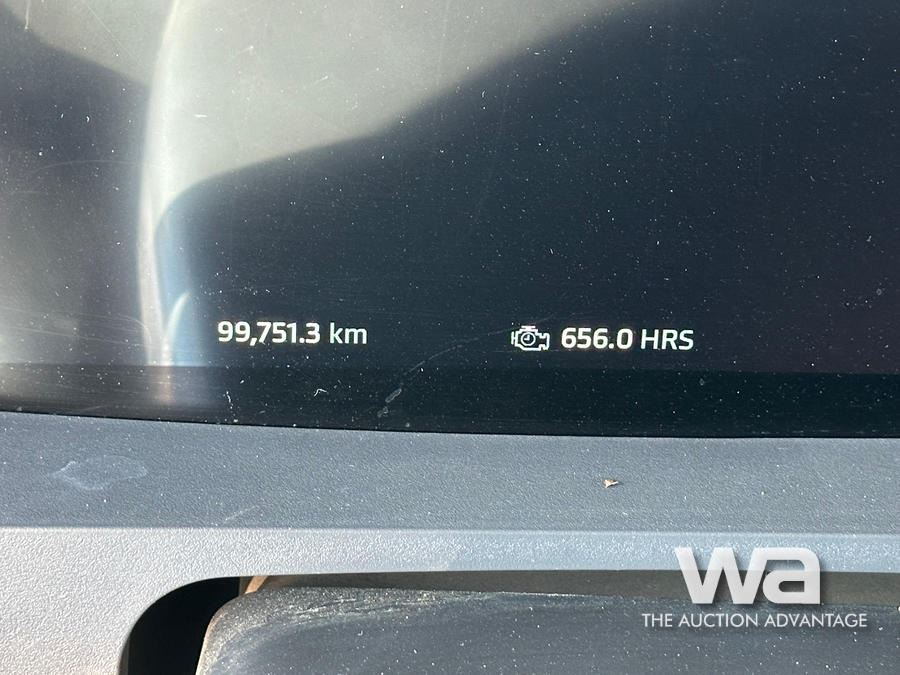 99,751.3 km
656.0 HRS
wa
THE AUCTION ADVANTAGE